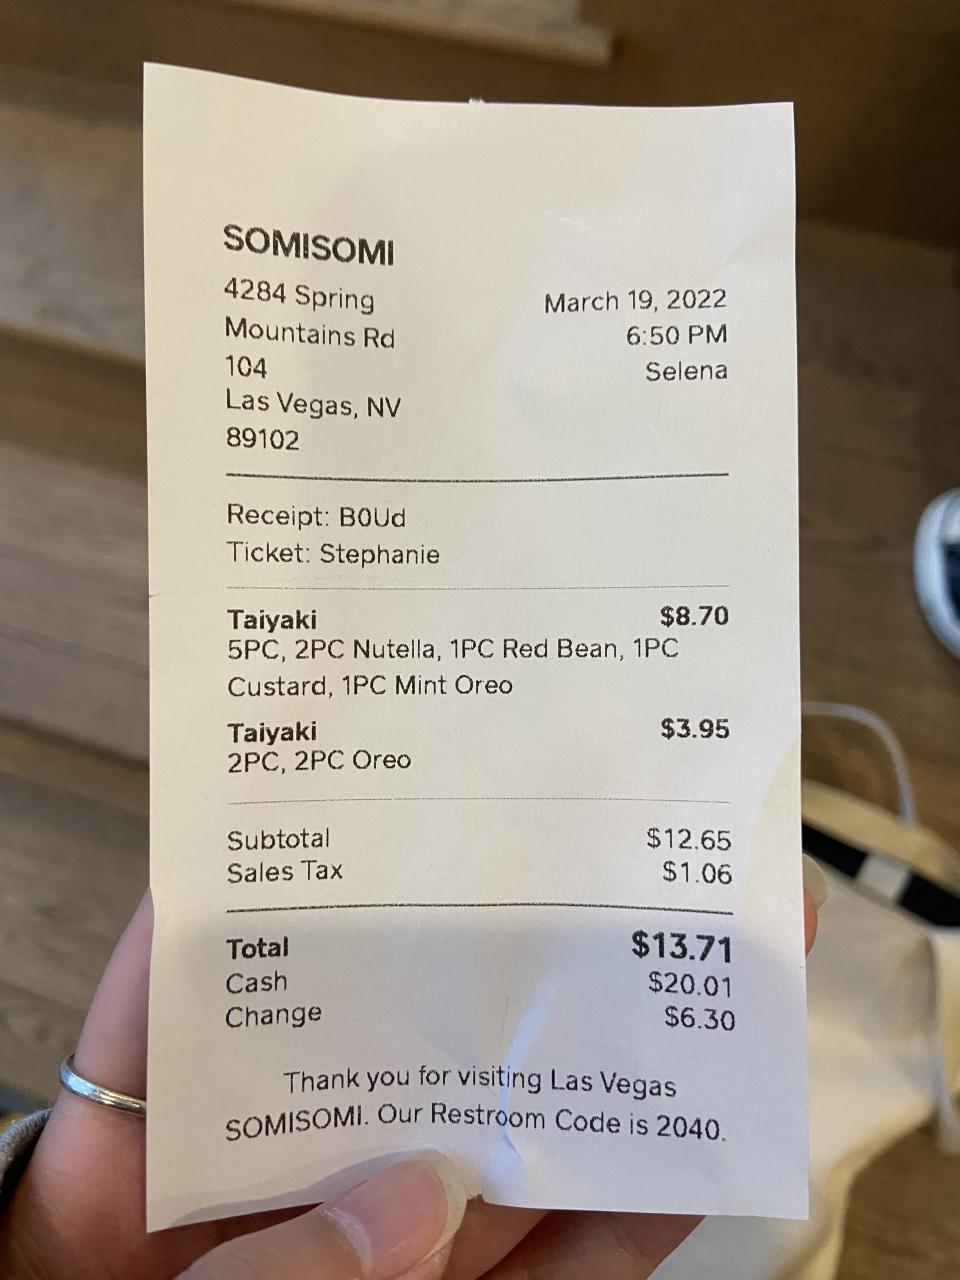 SOMISOMI
4284 Spring
Mountains Rd
104
Las Vegas, NV
89102
March 19, 2022
6:50 PM
Selena
Receipt: B0Ud
Ticket: Stephanie
Taiyaki $8.70
5PC, 2PC Nutella, 1PC Red Bean, 1PC
Custard, 1PC Mint Oreo
Taiyaki $3.95
2PC, 2PC Oreo
Subtotal $12.65
Sales Tax $1.06
Total $13.71
Cash $20.01
Change $6.30
Thank you for visiting Las Vegas
SOMISOMI. Our Restroom Code is 2040.